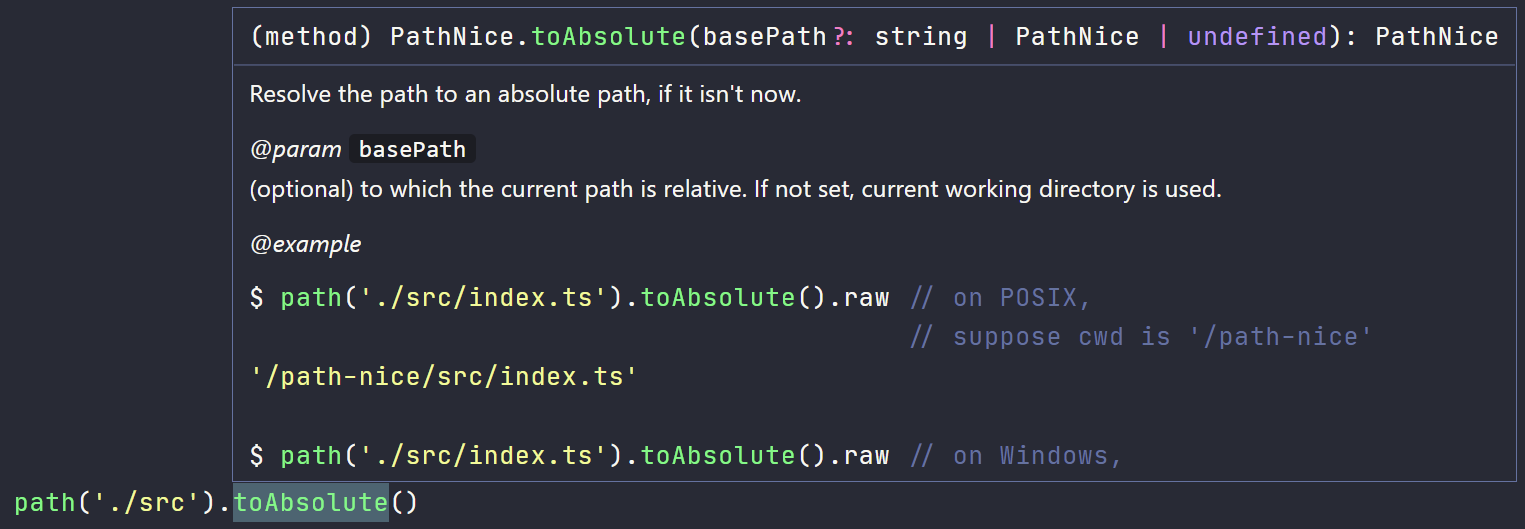 (method) PathNice.toAbsolute(basePath?: string | PathNice | undefined): PathNice
Resolve the path to an absolute path, if it isn't now.
@param basePath
(optional) to which the current path is relative. If not set, current working directory is used.
@example
$ path('./src/index.ts').toAbsolute().raw // on POSIX,
// suppose cwd is '/path-nice'
'/path-nice/src/index.ts'
$ path('./src/index.ts').toAbsolute().raw // on Windows,
path('./src').toAbsolute()